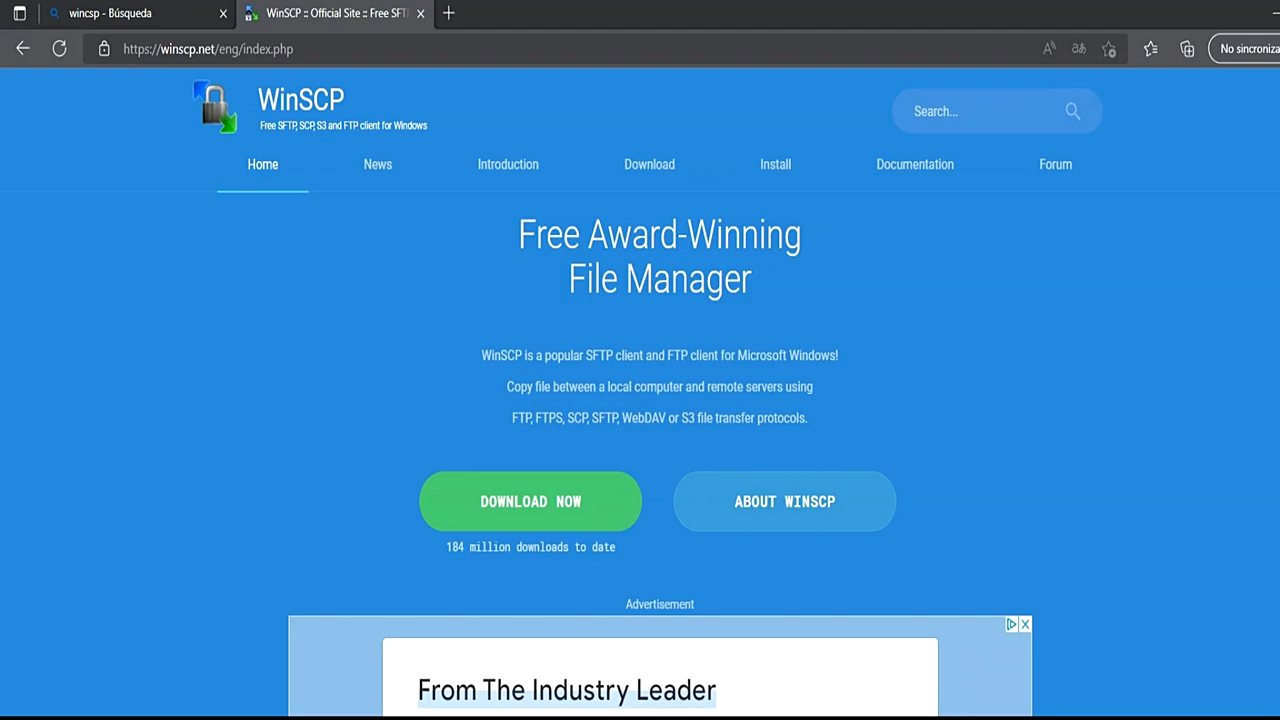 wincsp - Búsqueda
WinSCP :: Official Site :: Free SFT
https://winscp.net/eng/index.php
No sincroniza
WinSCP
Free SFTP, SCP, S3 and FTP client for Windows
Search...
Home News Introduction Download Install Documentation Forum
Free Award-Winning
File Manager
WinSCP is a popular SFTP client and FTP client for Microsoft Windows!
Copy file between a local computer and remote servers using
FTP, FTPS, SCP, SFTP, WebDAV or S3 file transfer protocols.
DOWNLOAD NOW ABOUT WINSCP
184 million downloads to date
Advertisement
From The Industry Leader